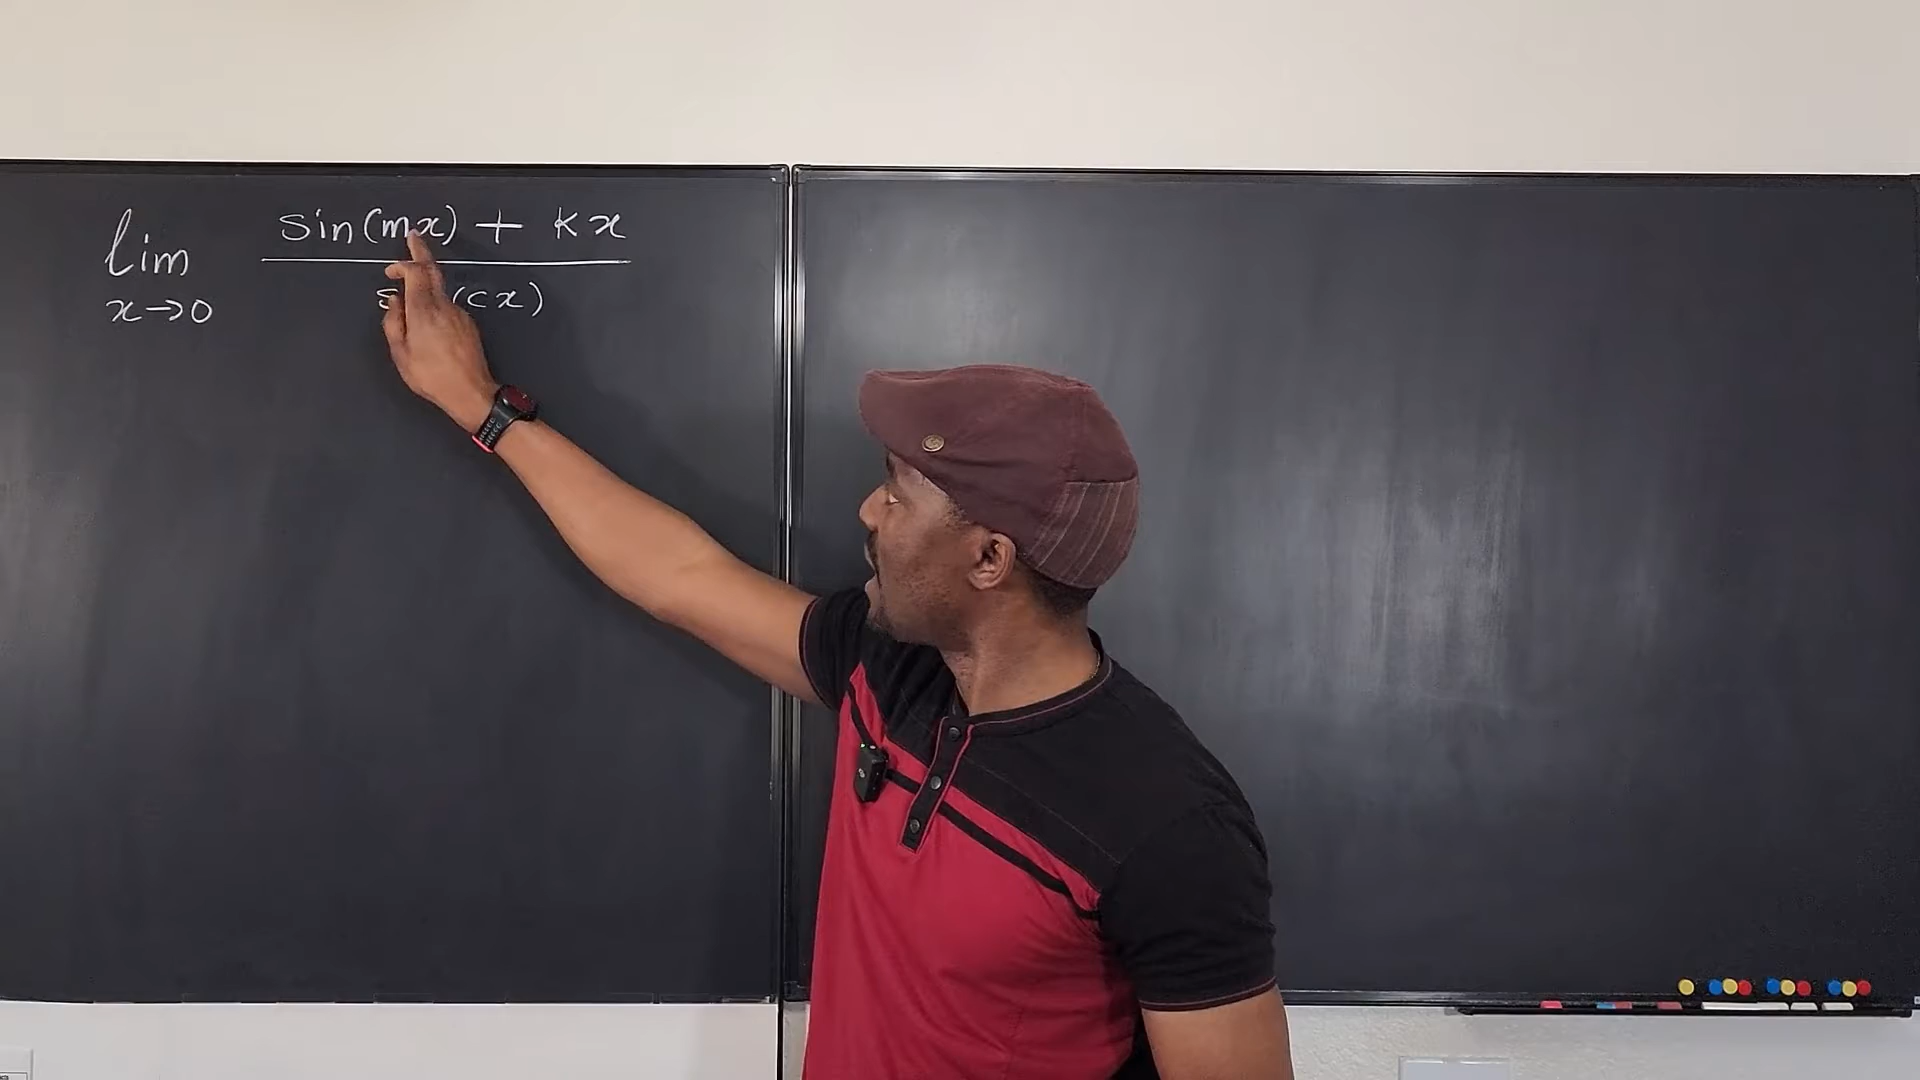 lim sin(mx) + kx
x→0 (cx)